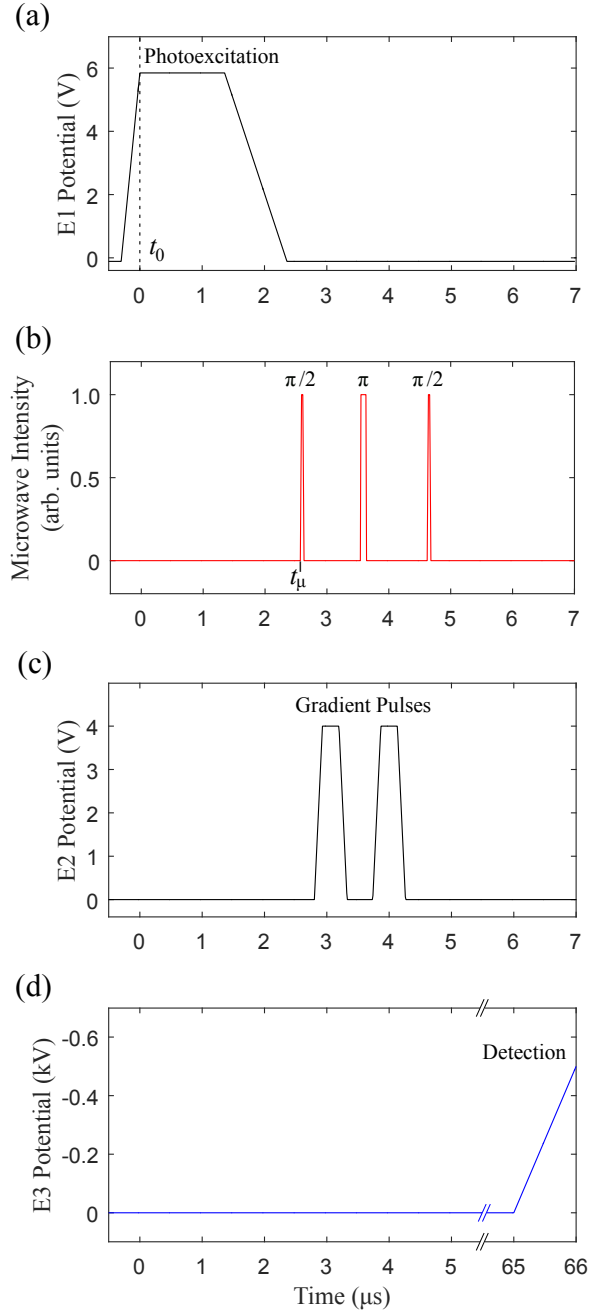 (a)
Photoexcitation
E1 Potential (V)
6
4
2
0
t0
0 1 2 3 4 5 6 7
(b)
π/2 π π/2
Microwave Intensity
(arb. units)
1.0
0.5
0
tμ
0 1 2 3 4 5 6 7
(c)
Gradient Pulses
E2 Potential (V)
4
3
2
1
0
0 1 2 3 4 5 6 7
(d)
Detection
E3 Potential (kV)
-0.6
-0.4
-0.2
0
0 1 2 3 4 5 65 66
Time (μs)